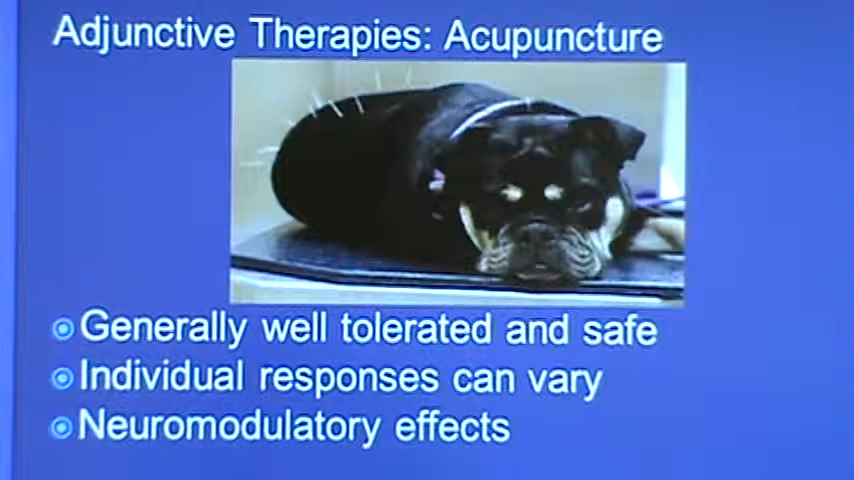 Adjunctive Therapies: Acupuncture
Generally well tolerated and safe
Individual responses can vary
Neuromodulatory effects